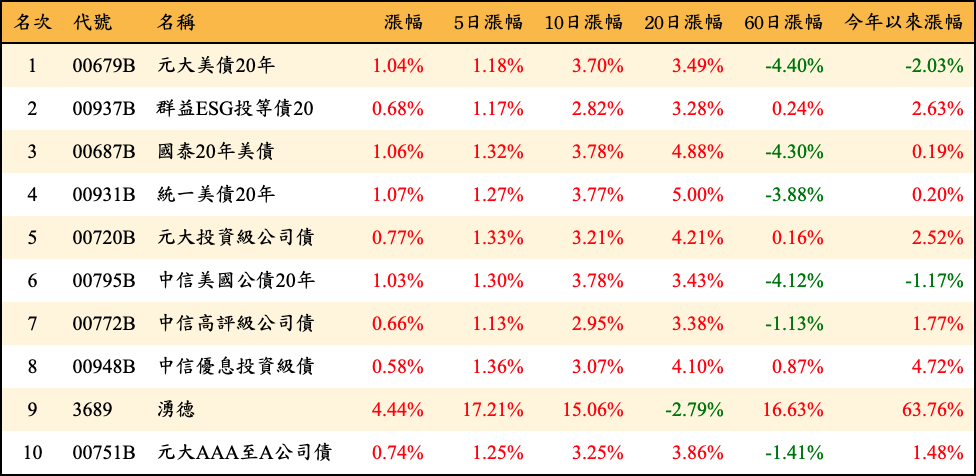 名次 代號 名稱 漲幅 5日漲幅 10日漲幅 20日漲幅 60日漲幅 今年以來漲幅
1 00679B 元大美債20年 1.04% 1.18% 3.70% 3.49% -4.40% -2.03%
2 00937B 群益ESG投等債20 0.68% 1.17% 2.82% 3.28% 0.24% 2.63%
3 00687B 國泰20年美債 1.06% 1.32% 3.78% 4.88% -4.30% 0.19%
4 00931B 統一美債20年 1.07% 1.27% 3.77% 5.00% -3.88% 0.20%
5 00720B 元大投資級公司債 0.77% 1.33% 3.21% 4.21% 0.16% 2.52%
6 00795B 中信美國公債20年 1.03% 1.30% 3.78% 3.43% -4.12% -1.17%
7 00772B 中信高評級公司債 0.66% 1.13% 2.95% 3.38% -1.13% 1.77%
8 00948B 中信優息投資級債 0.58% 1.36% 3.07% 4.10% 0.87% 4.72%
9 3689 湧德 4.44% 17.21% 15.06% -2.79% 16.63% 63.76%
10 00751B 元大AAA至A公司債 0.74% 1.25% 3.25% 3.86% -1.41% 1.48%